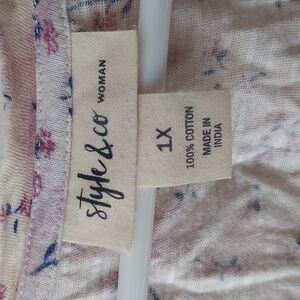 style & co
WOMAN
1X
100% COTTON
MADE IN
INDIA